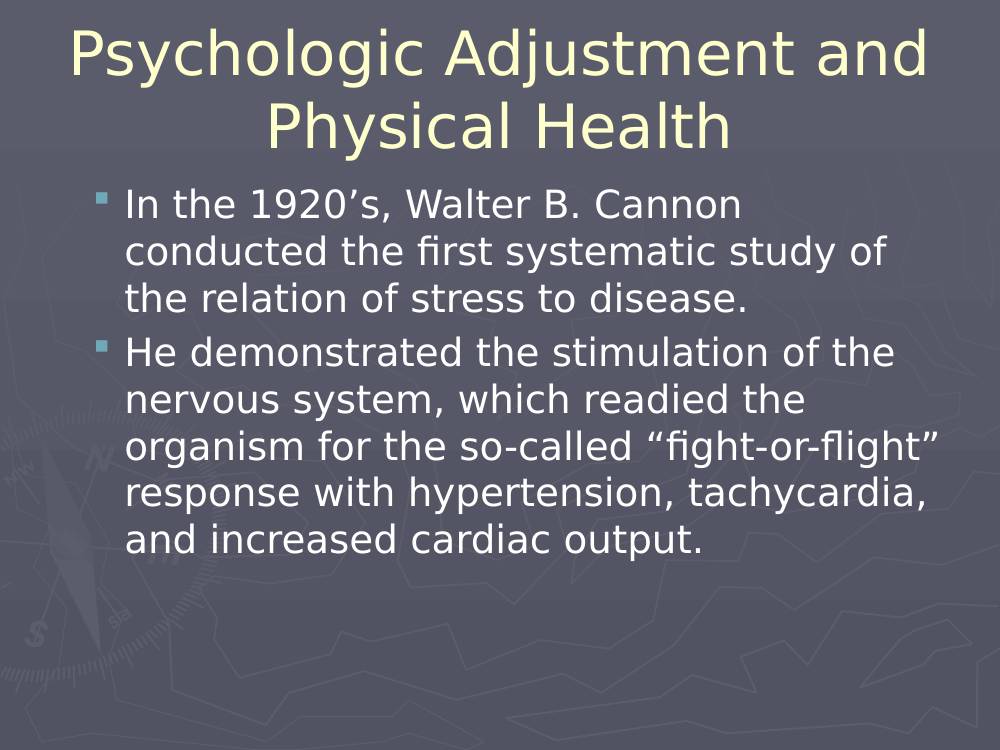 Psychologic Adjustment and
Physical Health
In the 1920’s, Walter B. Cannon
conducted the first systematic study of
the relation of stress to disease.
He demonstrated the stimulation of the
nervous system, which readied the
organism for the so-called “fight-or-flight”
response with hypertension, tachycardia,
and increased cardiac output.
NW
N
E
SE
S